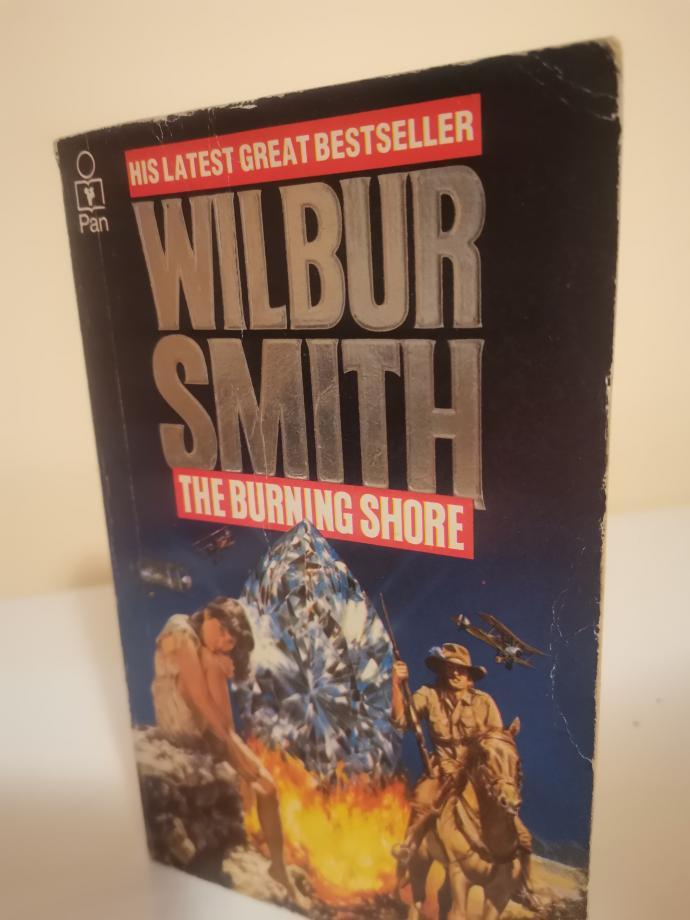 HIS LATEST GREAT BESTSELLER
Pan
WILBUR
SMITH
THE BURNING SHORE